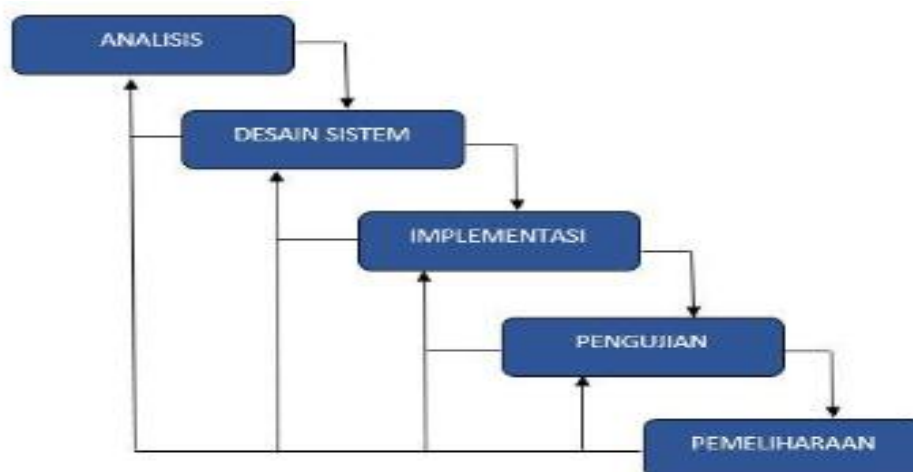 ANALISIS
DESAIN SISTEM
IMPLEMENTASI
PENGUJIAN
PEMELIHARAAN